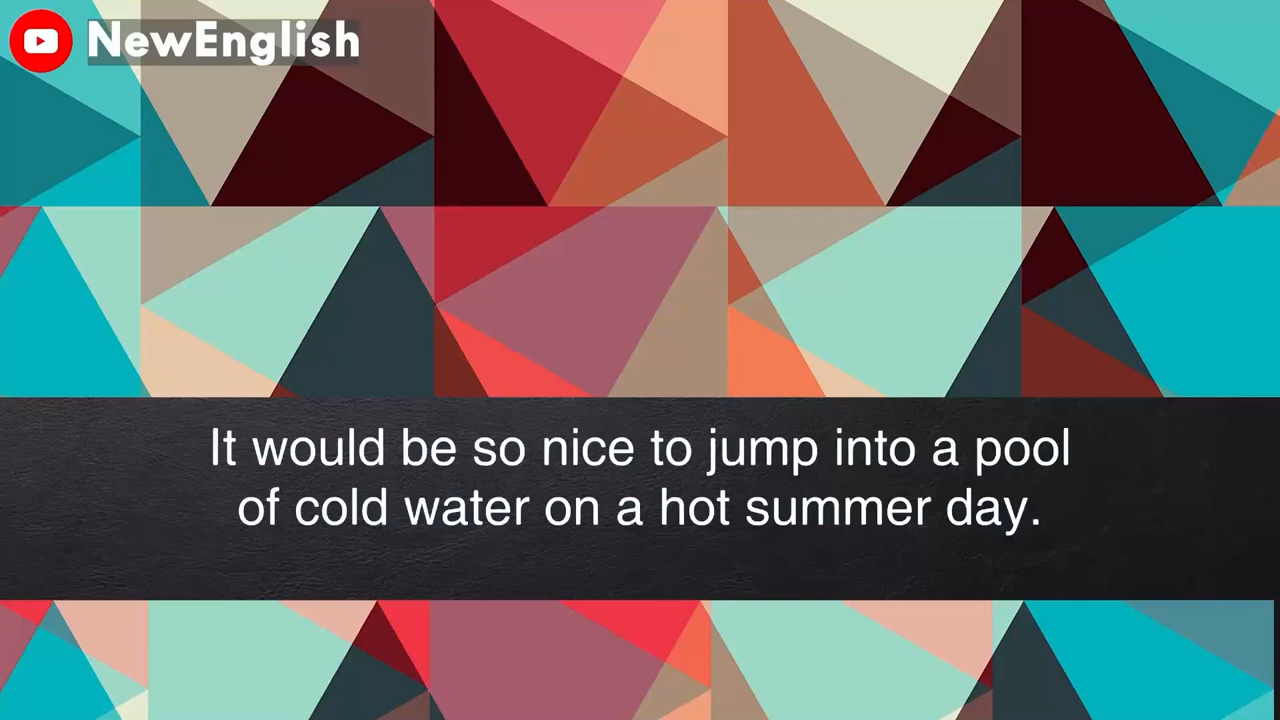 NewEnglish
It would be so nice to jump into a pool
of cold water on a hot summer day.